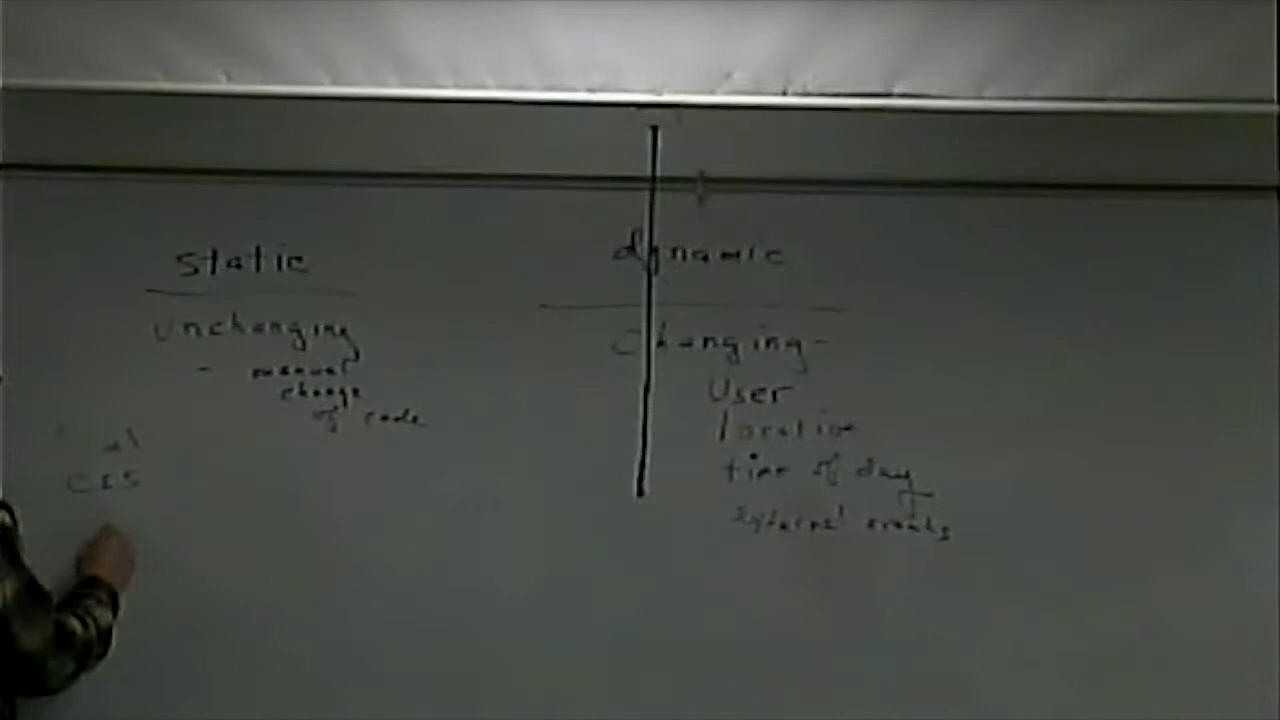 static
unchanging
- manual
change
of code
CIS
dynamic
Changing -
User
location
time of day
external events